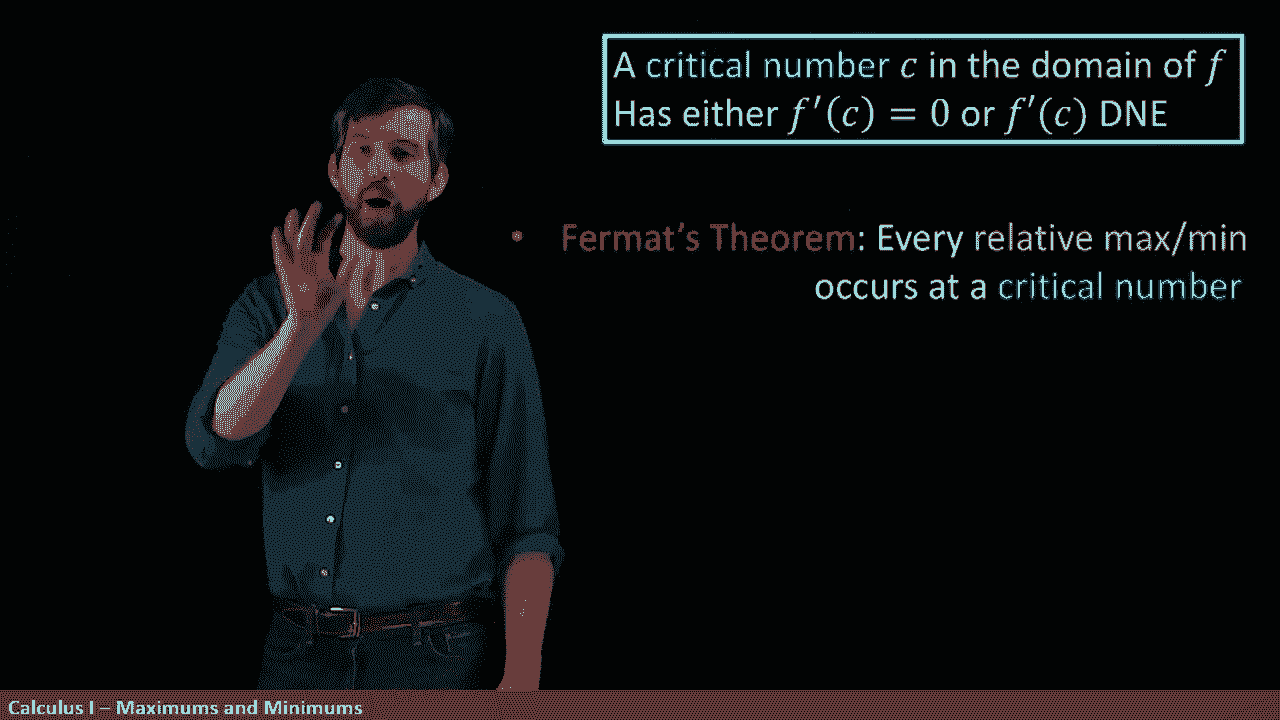 A critical number c in the domain of f
Has either f′(c) = 0 or f′(c) DNE
• Fermat's Theorem: Every relative max/min
occurs at a critical number
Calculus I – Maximums and Minimums